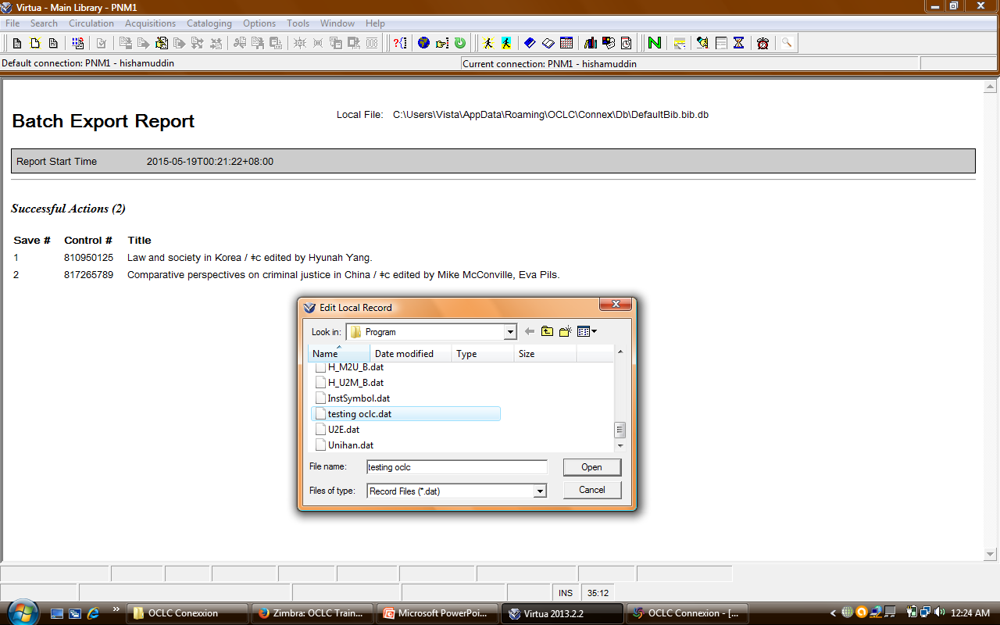 Virtua - Main Library - PNM1
File Search Circulation Acquisitions Cataloging Options Tools Window Help
Default connection: PNM1 - hishamuddin Current connection: PNM1 - hishamuddin
Batch Export Report
Local File: C:\Users\Vista\AppData\Roaming\OCLC\Connex\Db\DefaultBib.bib.db
Report Start Time 2015-05-19T00:21:22+08:00
Successful Actions (2)
Save # Control # Title
1 810950125 Law and society in Korea / ǂc edited by Hyunah Yang.
2 817265789 Comparative perspectives on criminal justice in China / ǂc edited by Mike McConville, Eva Pils.
Edit Local Record
Look in: Program
Name Date modified Type Size
H_M2U_B.dat
H_U2M_B.dat
InstSymbol.dat
testing oclc.dat
U2E.dat
Unihan.dat
File name: testing oclc Open
Files of type: Record Files (*.dat) Cancel
INS 35:12
OCLC Conexxion Zimbra: OCLC Train... Microsoft PowerPoi... Virtua 2013.2.2 OCLC Connexion - [... 12:24 AM